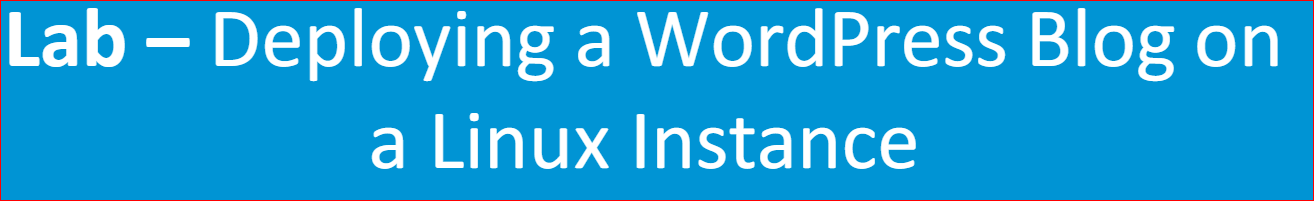 Lab – Deploying a WordPress Blog on
a Linux Instance